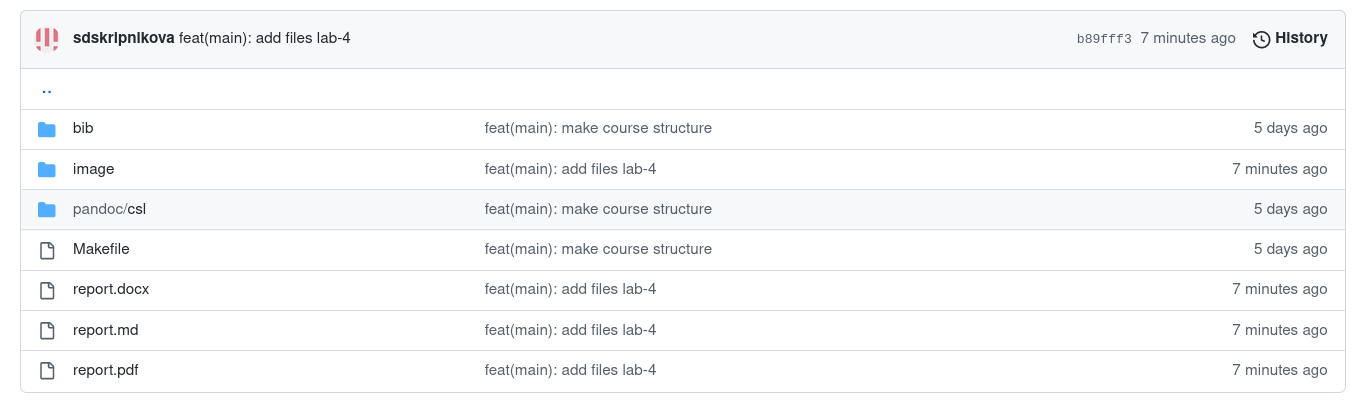 sdskripnikova feat(main): add files lab-4 b89fff3 7 minutes ago History
..
bib feat(main): make course structure 5 days ago
image feat(main): add files lab-4 7 minutes ago
pandoc/csl feat(main): make course structure 5 days ago
Makefile feat(main): make course structure 5 days ago
report.docx feat(main): add files lab-4 7 minutes ago
report.md feat(main): add files lab-4 7 minutes ago
report.pdf feat(main): add files lab-4 7 minutes ago